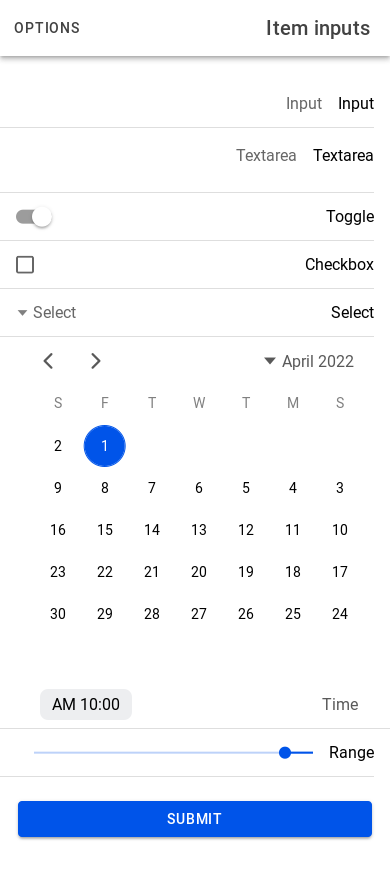 Item inputs OPTIONS
Input Input
Textarea Textarea
Toggle
Checkbox
Select Select
April 2022
S M T W T F S
1 2
3 4 5 6 7 8 9
10 11 12 13 14 15 16
17 18 19 20 21 22 23
24 25 26 27 28 29 30
Time AM 10:00
Range
SUBMIT